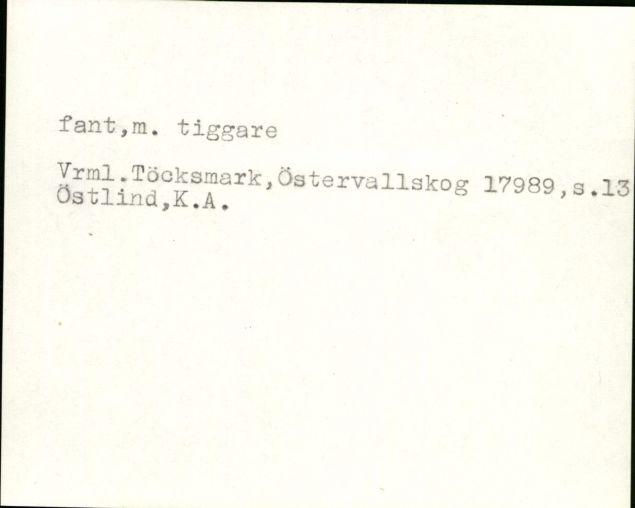 fant,m. tiggare
Vrml.Töcksmark,Östervallskog 17989,s.13
Östlind,K.A.